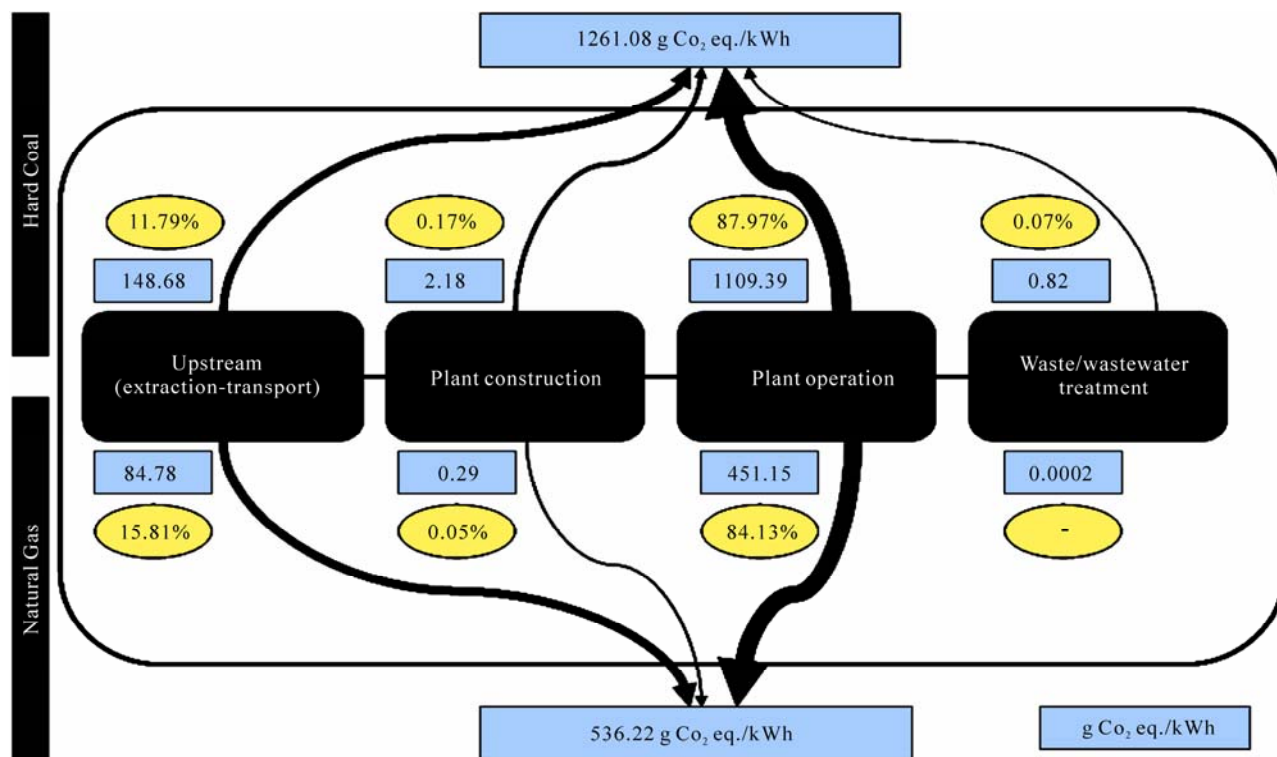 Hard Coal
1261.08 g Co₂ eq./kWh
11.79%
0.17%
87.97%
0.07%
148.68
2.18
1109.39
0.82
Upstream
(extraction-transport)
Plant construction
Plant operation
Waste/wastewater
treatment
Natural Gas
84.78
0.29
451.15
0.0002
15.81%
0.05%
84.13%
-
536.22 g Co₂ eq./kWh
g Co₂ eq./kWh